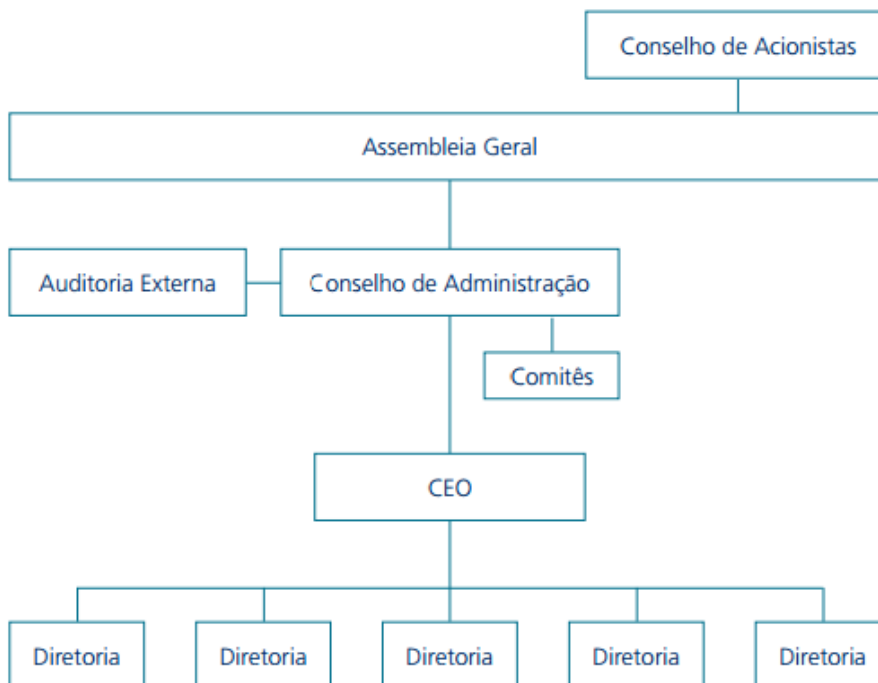 Conselho de Acionistas
Assembleia Geral
Auditoria Externa
Conselho de Administração
Comitês
CEO
Diretoria
Diretoria
Diretoria
Diretoria
Diretoria